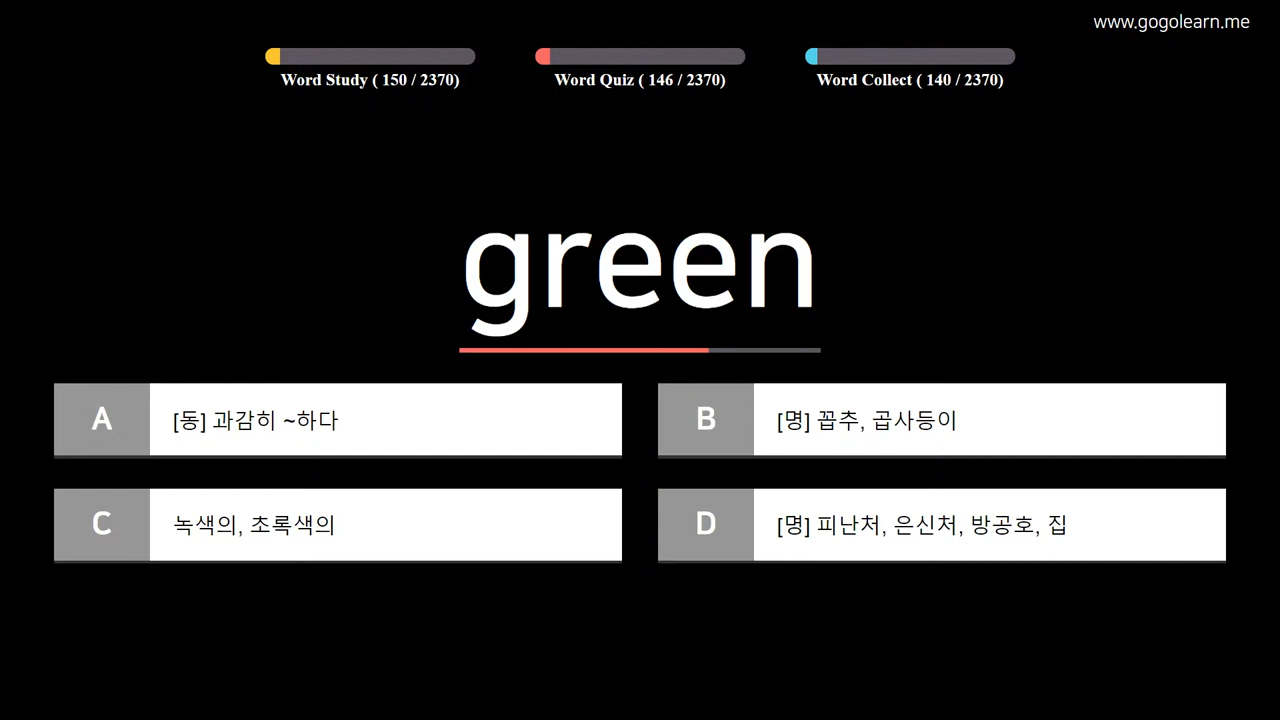 www.gogolearn.me
Word Study ( 150 / 2370)
Word Quiz ( 146 / 2370)
Word Collect ( 140 / 2370)
green
A [동] 과감히 ~하다
B [명] 꼽추, 곱사등이
C 녹색의, 초록색의
D [명] 피난처, 은신처, 방공호, 집